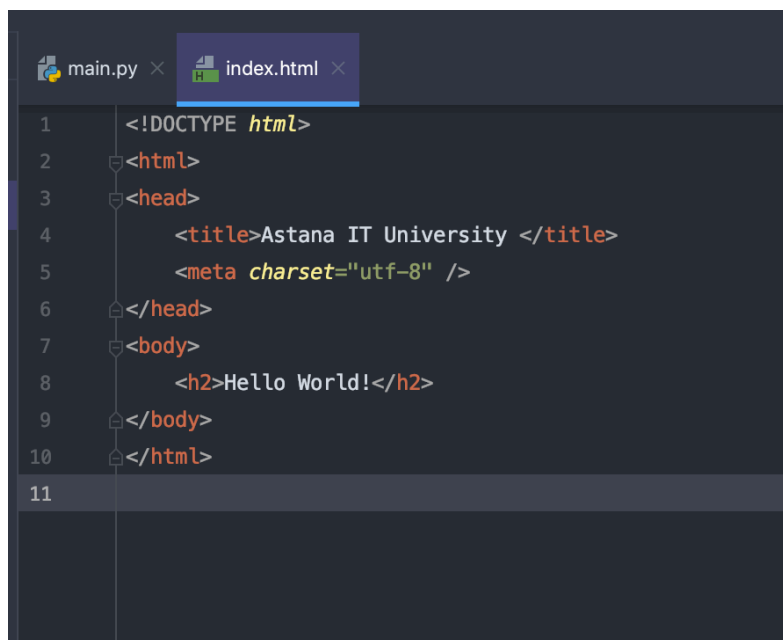 main.py index.html
1 <!DOCTYPE html>
2 <html>
3 <head>
4 <title>Astana IT University </title>
5 <meta charset="utf-8" />
6 </head>
7 <body>
8 <h2>Hello World!</h2>
9 </body>
10 </html>
11